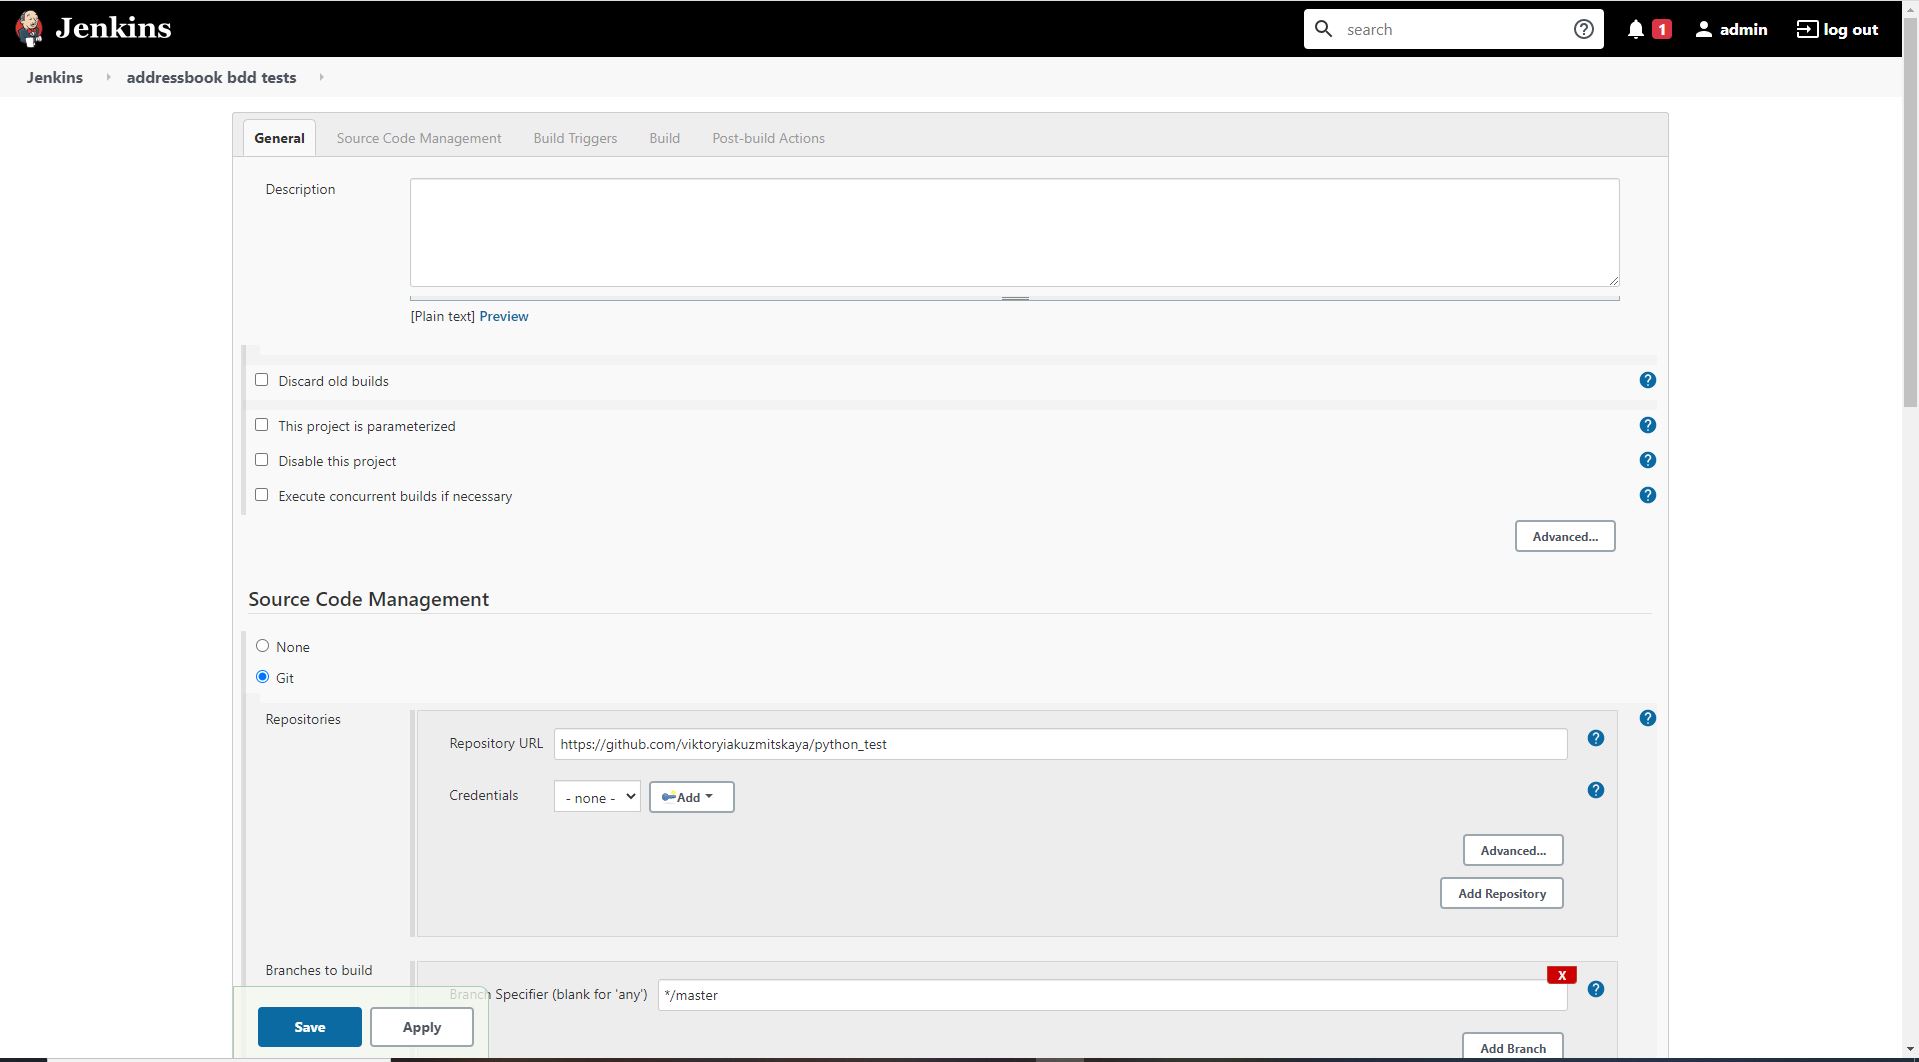 Jenkins
search
1
admin
log out
Jenkins
addressbook bdd tests
General
Source Code Management
Build Triggers
Build
Post-build Actions
Description
[Plain text] Preview
Discard old builds
?
This project is parameterized
?
Disable this project
?
Execute concurrent builds if necessary
?
Advanced...
Source Code Management
None
Git
Repositories
?
Repository URL
https://github.com/viktoryiakuzmitskaya/python_test
?
Credentials
- none -
Add
?
Advanced...
Add Repository
Branches to build
X
Branch Specifier (blank for 'any')
*/master
?
Save
Apply
Add Branch